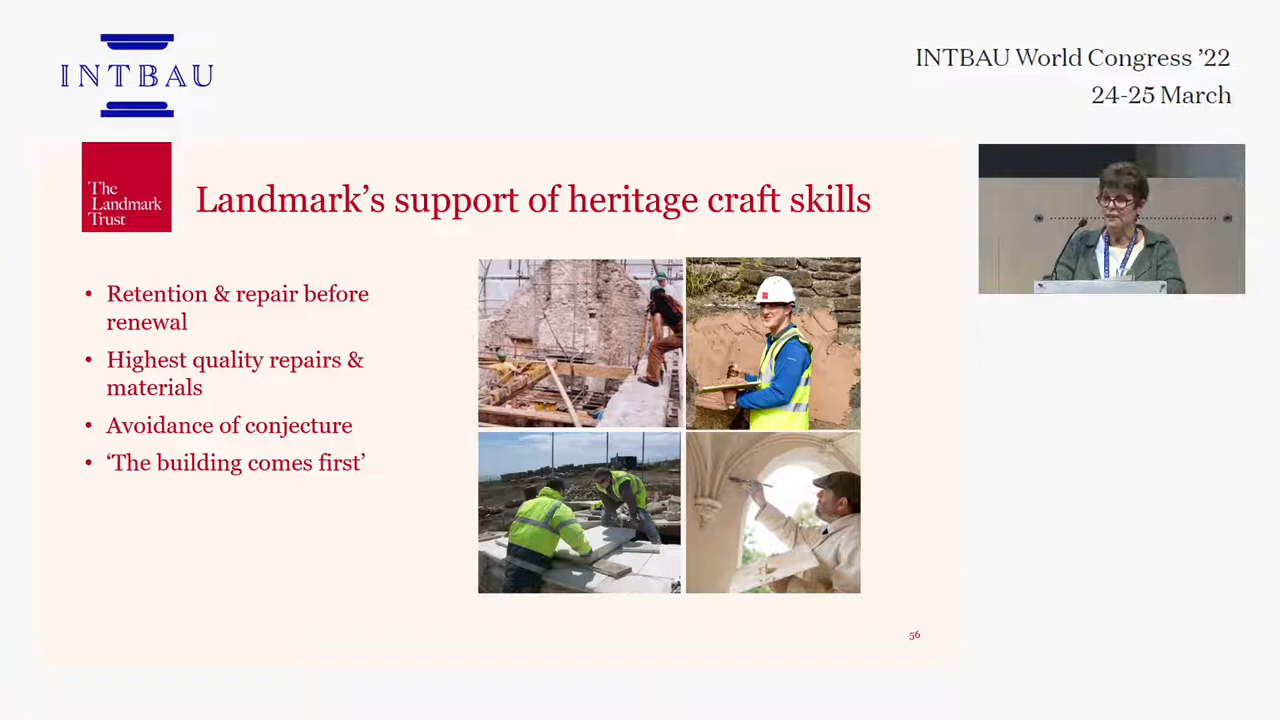 INTBAU
INTBAU World Congress ’22
24-25 March
The
Landmark
Trust
Landmark’s support of heritage craft skills
• Retention & repair before
renewal
• Highest quality repairs &
materials
• Avoidance of conjecture
• ‘The building comes first’
56